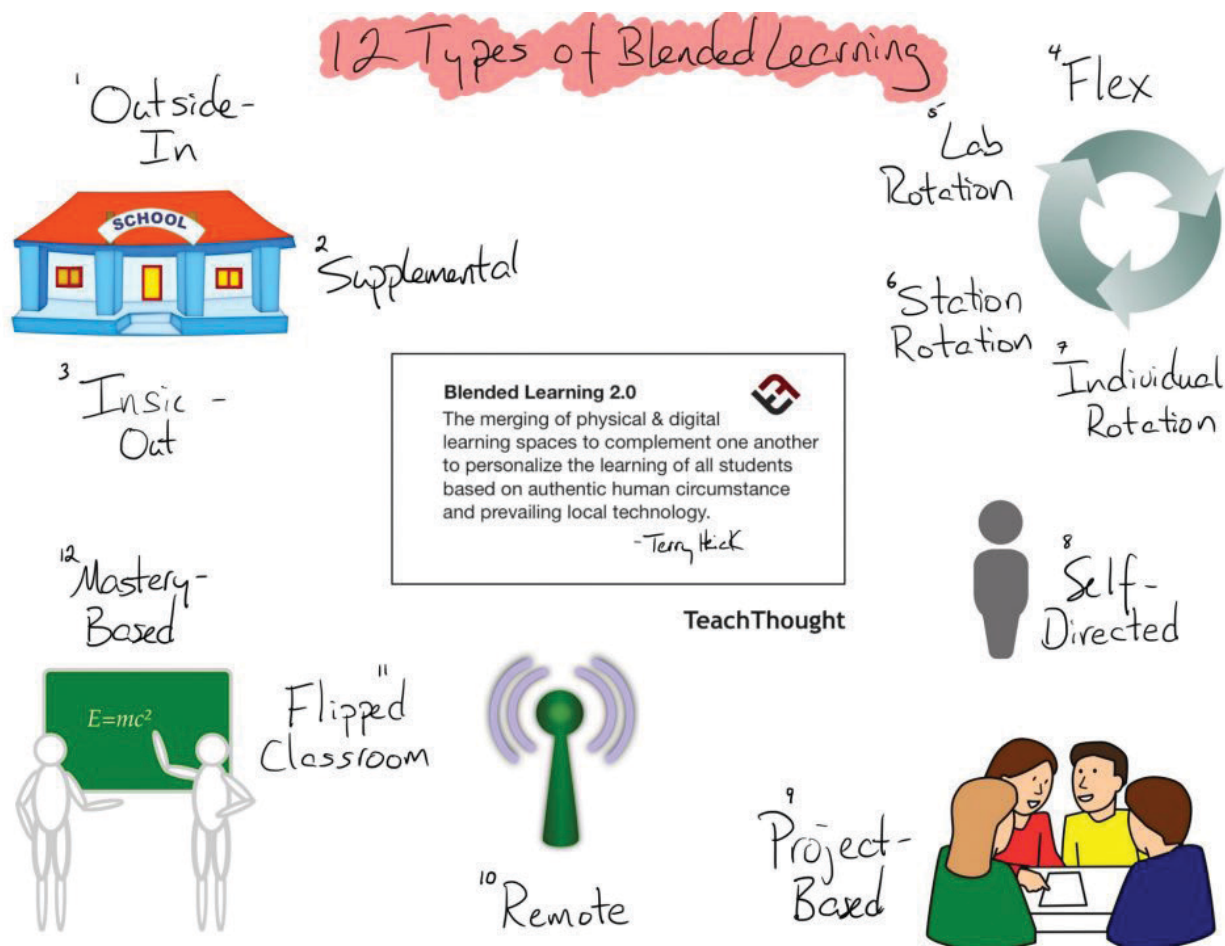 12 Types of Blended Learning
1 Outside-
In
SCHOOL
2 Supplemental
3 Insic-
Out
4 Flex
5 Lab
Rotation
6 Station
Rotation
7 Individual
Rotation
Blended Learning 2.0
The merging of physical & digital
learning spaces to complement one another
to personalize the learning of all students
based on authentic human circumstance
and prevailing local technology.
-Terry Heick
TeachThought
8 Self-
Directed
9 Project-
Based
10 Remote
11 Flipped
Classroom
12 Mastery-
Based
E=mc²